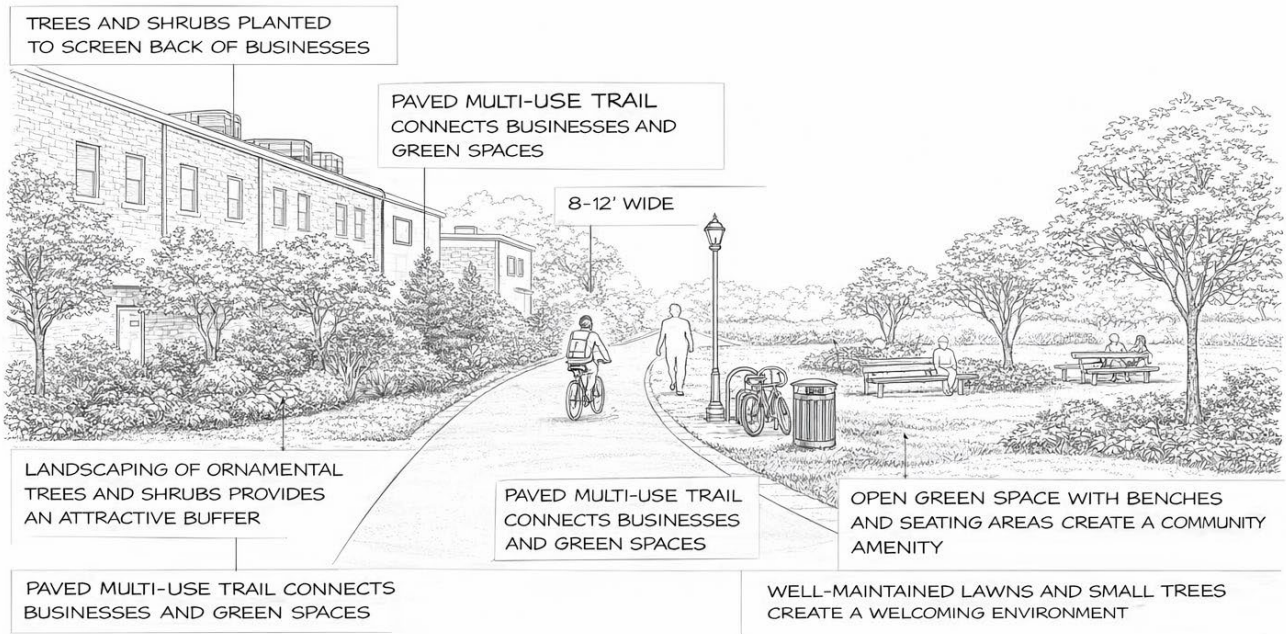 TREES AND SHRUBS PLANTED
TO SCREEN BACK OF BUSINESSES
PAVED MULTI-USE TRAIL
CONNECTS BUSINESSES AND
GREEN SPACES
8-12' WIDE
LANDSCAPING OF ORNAMENTAL
TREES AND SHRUBS PROVIDES
AN ATTRACTIVE BUFFER
PAVED MULTI-USE TRAIL
CONNECTS BUSINESSES
AND GREEN SPACES
OPEN GREEN SPACE WITH BENCHES
AND SEATING AREAS CREATE A COMMUNITY
AMENITY
PAVED MULTI-USE TRAIL CONNECTS
BUSINESSES AND GREEN SPACES
WELL-MAINTAINED LAWNS AND SMALL TREES
CREATE A WELCOMING ENVIRONMENT